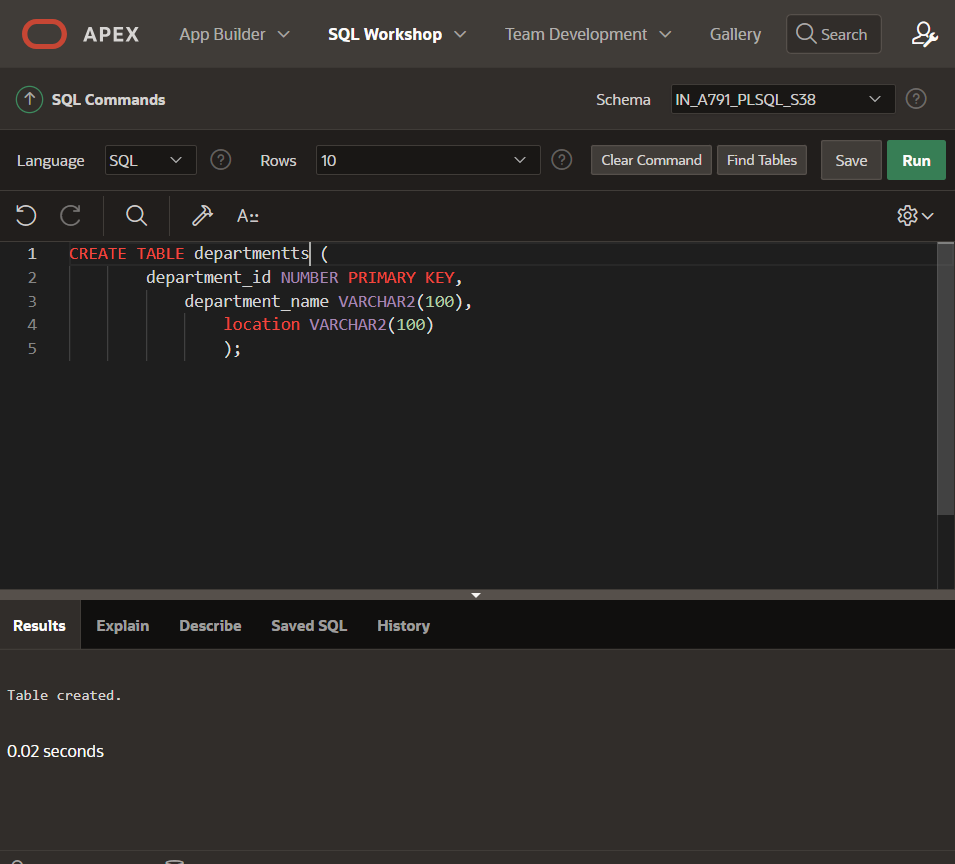 APEX App Builder SQL Workshop Team Development Gallery Search
SQL Commands Schema IN_A791_PLSQL_S38 ?
Language SQL ? Rows 10 ? Clear Command Find Tables Save Run
A::
1 CREATE TABLE departmentts (
2 department_id NUMBER PRIMARY KEY,
3 department_name VARCHAR2(100),
4 location VARCHAR2(100)
5 );
Results Explain Describe Saved SQL History
Table created.
0.02 seconds